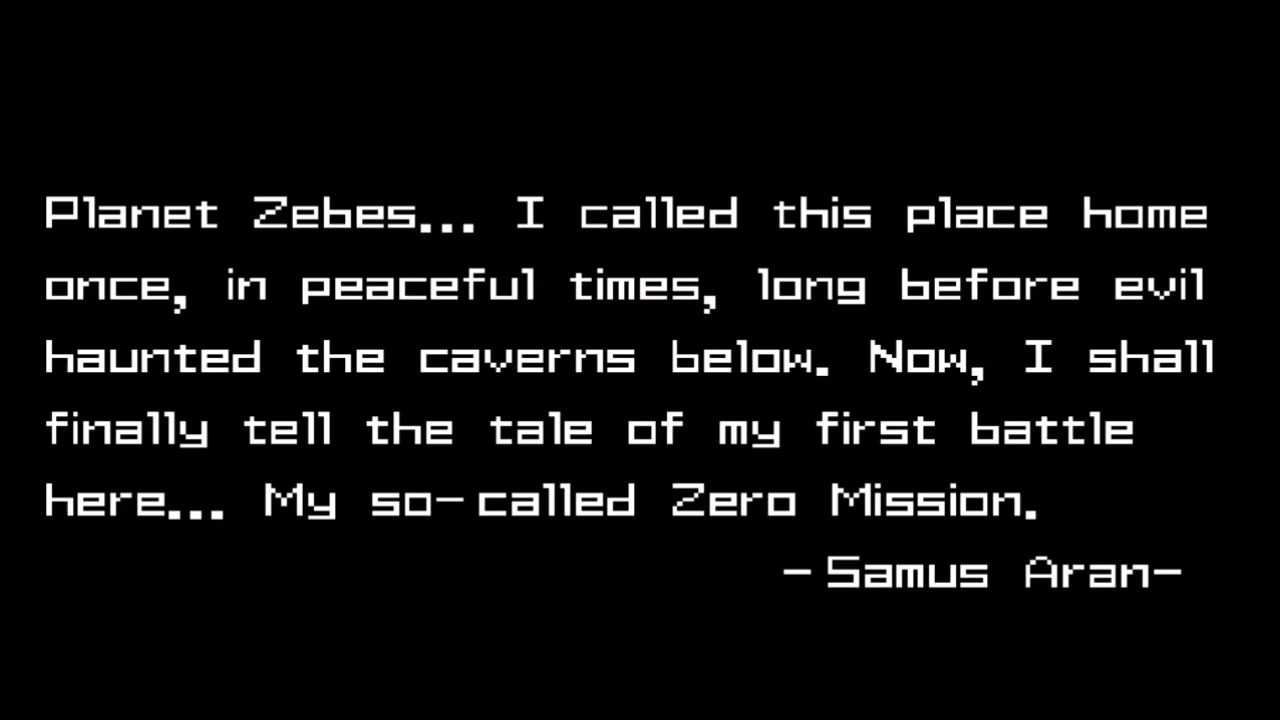 Planet Zebes... I called this place home
once, in peaceful times, long before evil
haunted the caverns below. Now, I shall
finally tell the tale of my first battle
here... My so-called Zero Mission.
-Samus Aran-